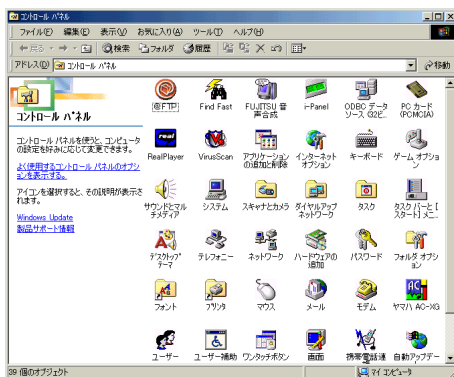 コントロール パネル
ファイル(F) 編集(E) 表示(V) お気に入り(A) ツール(T) ヘルプ(H)
戻る 検索 フォルダ 履歴
アドレス(D) コントロール パネル 移動
コントロール パネル
コントロール パネルを使うと、コンピュータ
の設定を好みに応じて変更できます。
よく使用するコントロール パネルのオプシ
ョンを表示する。
アイコンを選択すると、その説明が表示さ
れます。
Windows Update
製品サポート情報
@FTP Find Fast FUJITSU 音
声合成 i-Panel ODBC データ
ソース (32ビ... PC カード
(PCMCIA)
RealPlayer VirusScan アプリケーション
の追加と削除 インターネット
オプション キーボード ゲーム オプショ
ン
サウンドとマル
チメディア システム スキャナとカメラ ダイヤルアップ
ネットワーク タスク タスク バーと [
スタート] メニ...
デスクトップ
テーマ テレフォニー ネットワーク ハードウェアの
追加 パスワード フォルダ オプシ
ョン
フォント プリンタ マウス メール モデム ヤマハ AC-XG
ユーザー ユーザー補助 ワンタッチボタン 画面 携帯電話連 自動アップデー
39 個のオブジェクト マイ コンピュータ